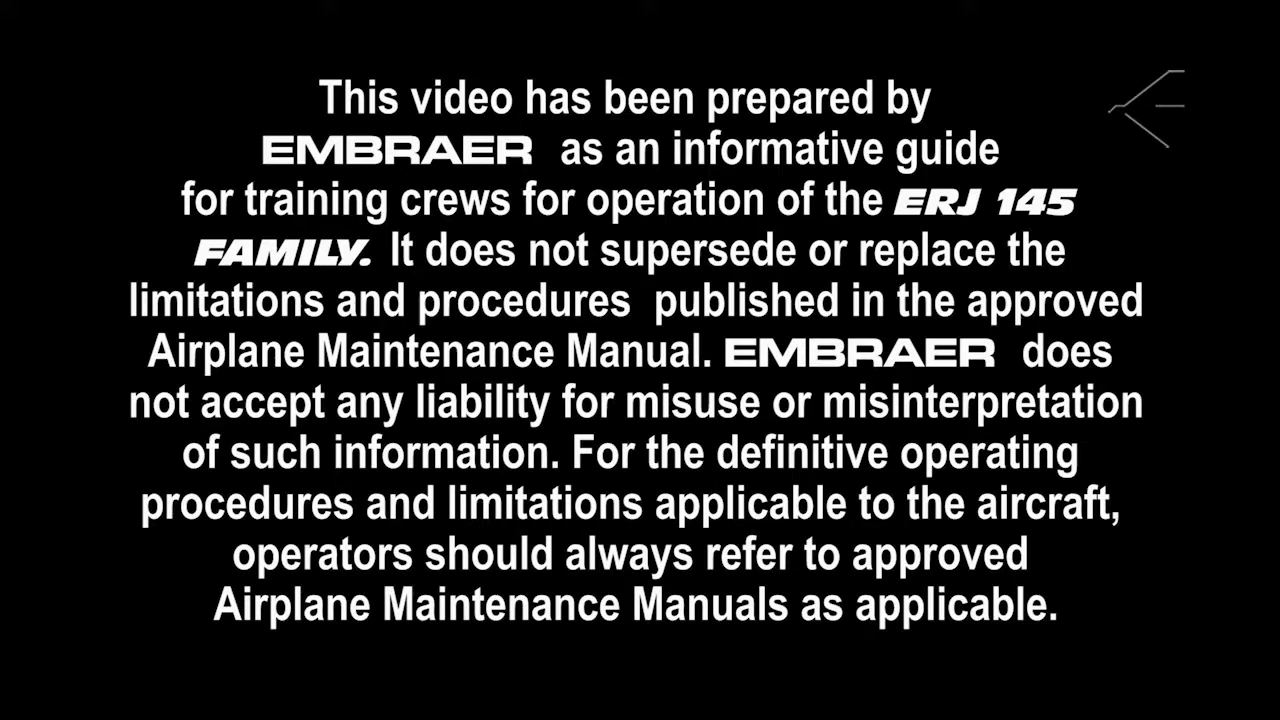 This video has been prepared by
EMBRAER as an informative guide
for training crews for operation of the ERJ 145
FAMILY. It does not supersede or replace the
limitations and procedures published in the approved
Airplane Maintenance Manual. EMBRAER does
not accept any liability for misuse or misinterpretation
of such information. For the definitive operating
procedures and limitations applicable to the aircraft,
operators should always refer to approved
Airplane Maintenance Manuals as applicable.